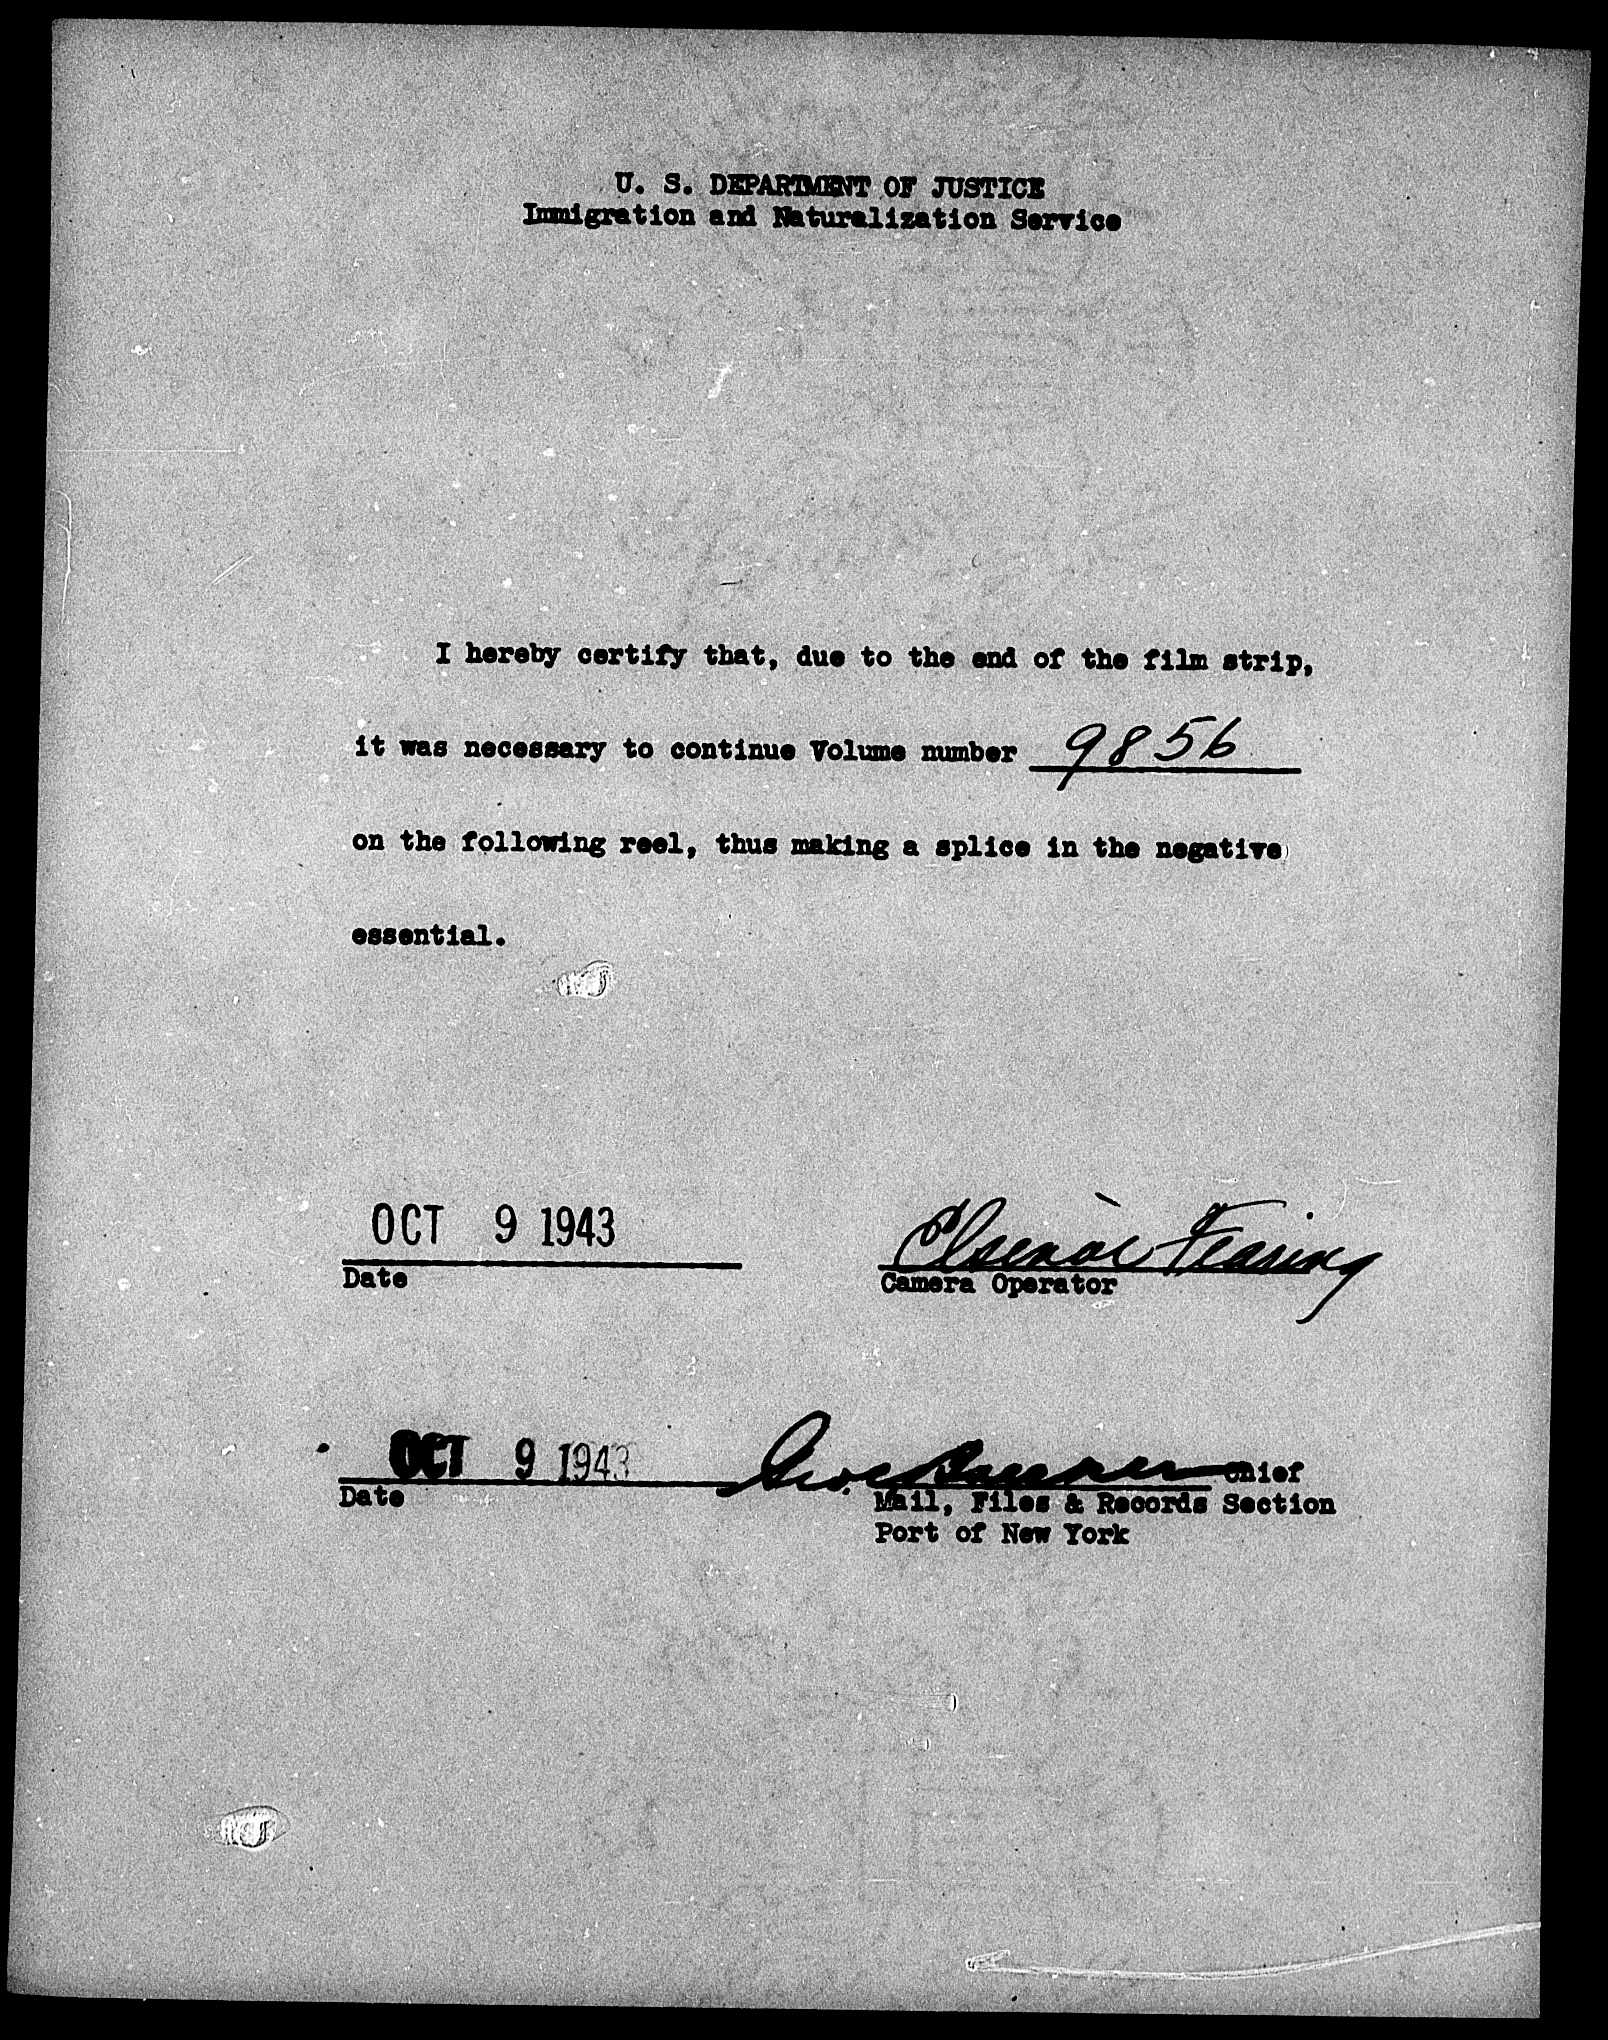 U. S. DEPARTMENT OF JUSTICE
Immigration and Naturalization Service
I hereby certify that, due to the end of the film strip,
it was necessary to continue Volume number 9856
on the following reel, thus making a splice in the negative
essential.
OCT 9 1943
Date
Fearing
Camera Operator
OCT 9 1943
Date
Chief
Mail, Files & Records Section
Port of New York